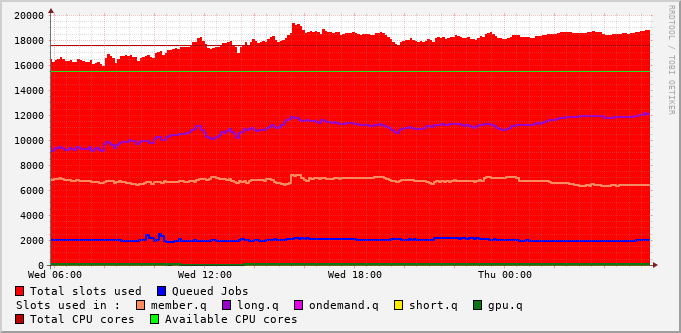 20000
18000
16000
14000
12000
10000
8000
6000
4000
2000
0
Wed 06:00 Wed 12:00 Wed 18:00 Thu 00:00
RRDTOOL / TOBI OETIKER
Total slots used Queued Jobs
Slots used in : member.q long.q ondemand.q short.q gpu.q
Total CPU cores Available CPU cores